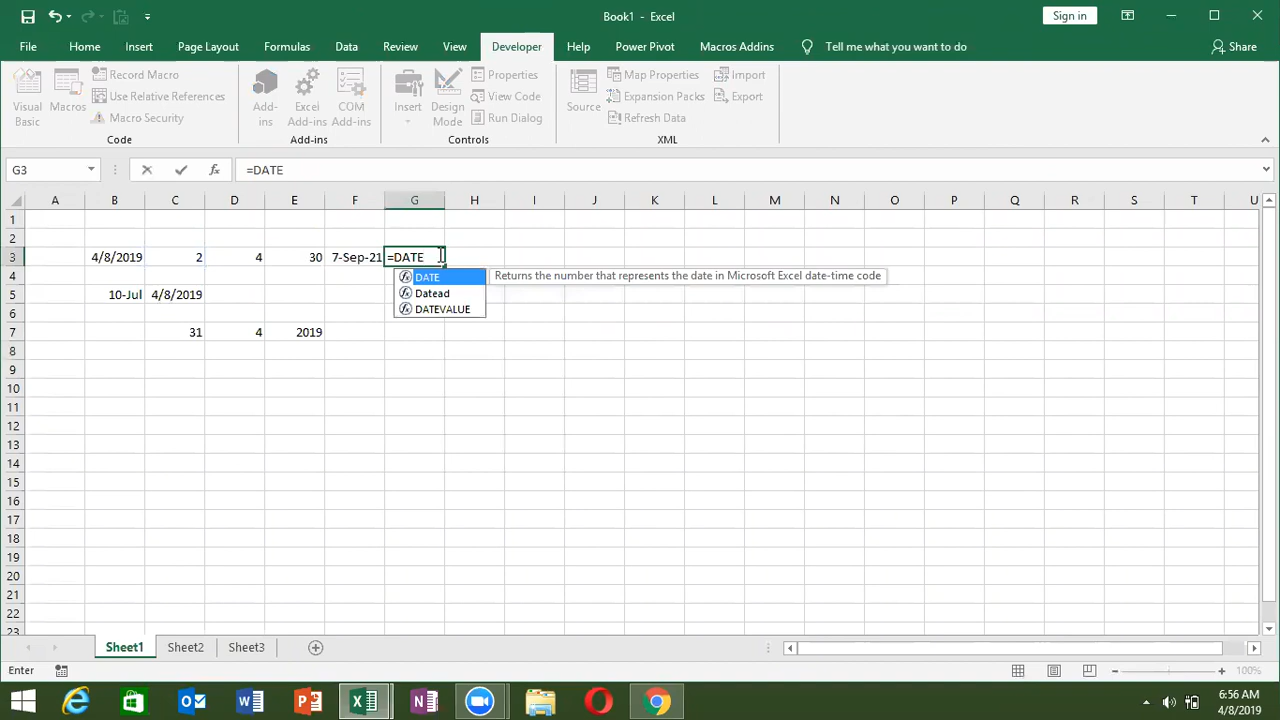 Book1 - Excel
Sign in
File Home Insert Page Layout Formulas Data Review View Developer Help Power Pivot Macros Addins Tell me what you want to do Share
Visual Basic
Macros
Record Macro
Use Relative References
Macro Security
Code
Add-ins
Excel Add-ins
COM Add-ins
Add-ins
Insert
Design Mode
Properties
View Code
Run Dialog
Controls
Source
Map Properties
Expansion Packs
Refresh Data
Import
Export
XML
G3 fx =DATE
A B C D E F G H I J K L M N O P Q R S T U
1
2
3 4/8/2019 2 4 30 7-Sep-21 =DATE
4 DATE Returns the number that represents the date in Microsoft Excel date-time code
5 10-Jul 4/8/2019 Datead
6 DATEVALUE
7 31 4 2019
8
9
10
11
12
13
14
15
16
17
18
19
20
21
22
23
Sheet1 Sheet2 Sheet3
Enter 100%
6:56 AM
4/8/2019